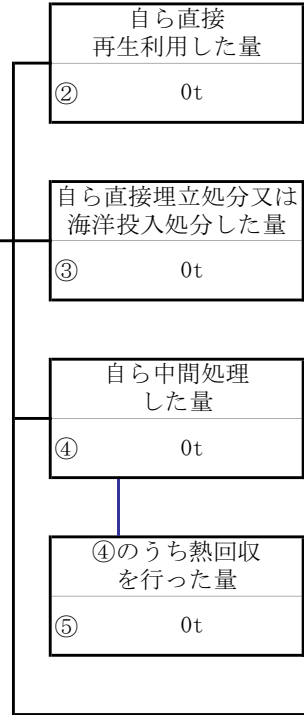 自ら直接
再生利用した量
② 0t
自ら直接埋立処分又は
海洋投入処分した量
③ 0t
自ら中間処理
した量
④ 0t
④のうち熱回収
を行った量
⑤ 0t